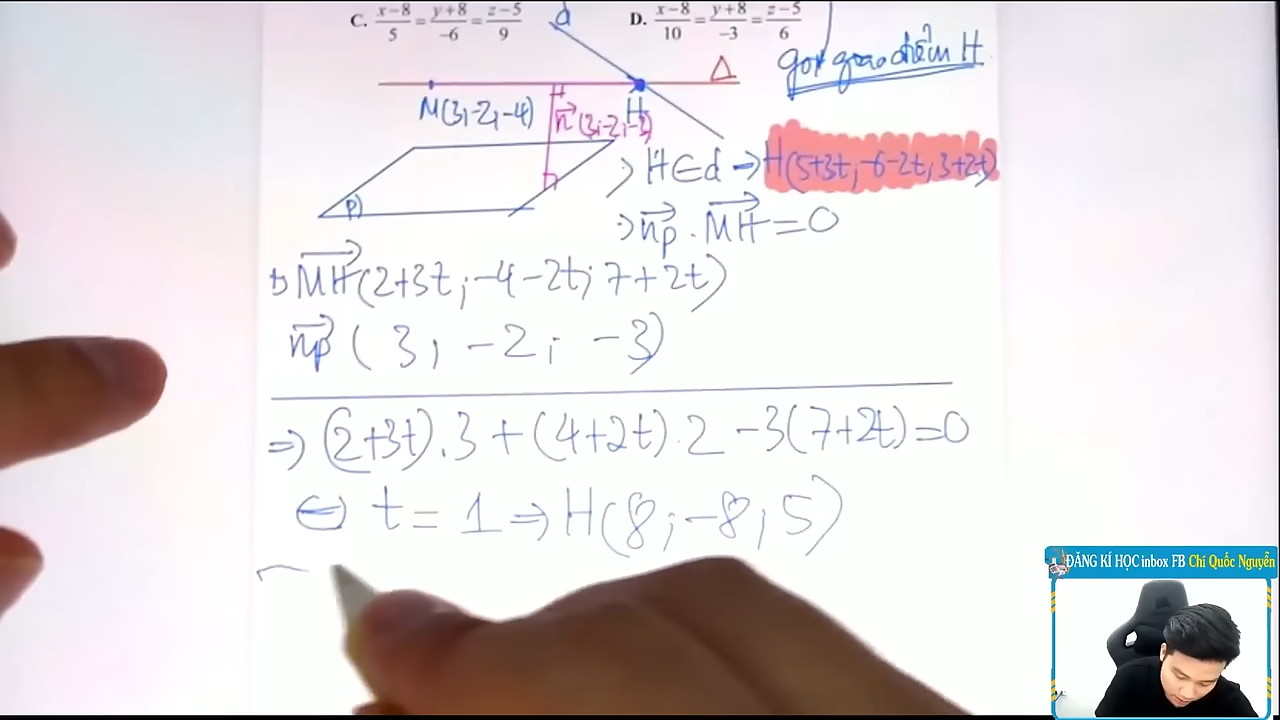 C. x−8/5 = y+8/−6 = z−5/9
D. x−8/10 = y+8/−3 = z−5/6
d
gọi giao điểm H
Δ
M(3;-2;-4)
H
n⃗(3;-2;-3)
P)
H∈d → H(5+3t; -6-2t; 3+2t)
n⃗p . MH⃗ = 0
MH⃗(2+3t; -4-2t; 7+2t)
n⃗p (3; -2; -3)
⇒ (2+3t).3 + (4+2t).2 -3(7+2t)=0
⇔ t = 1 ⇒ H(8;-8;5)
ĐĂNG KÍ HỌC inbox FB Chí Quốc Nguyễn